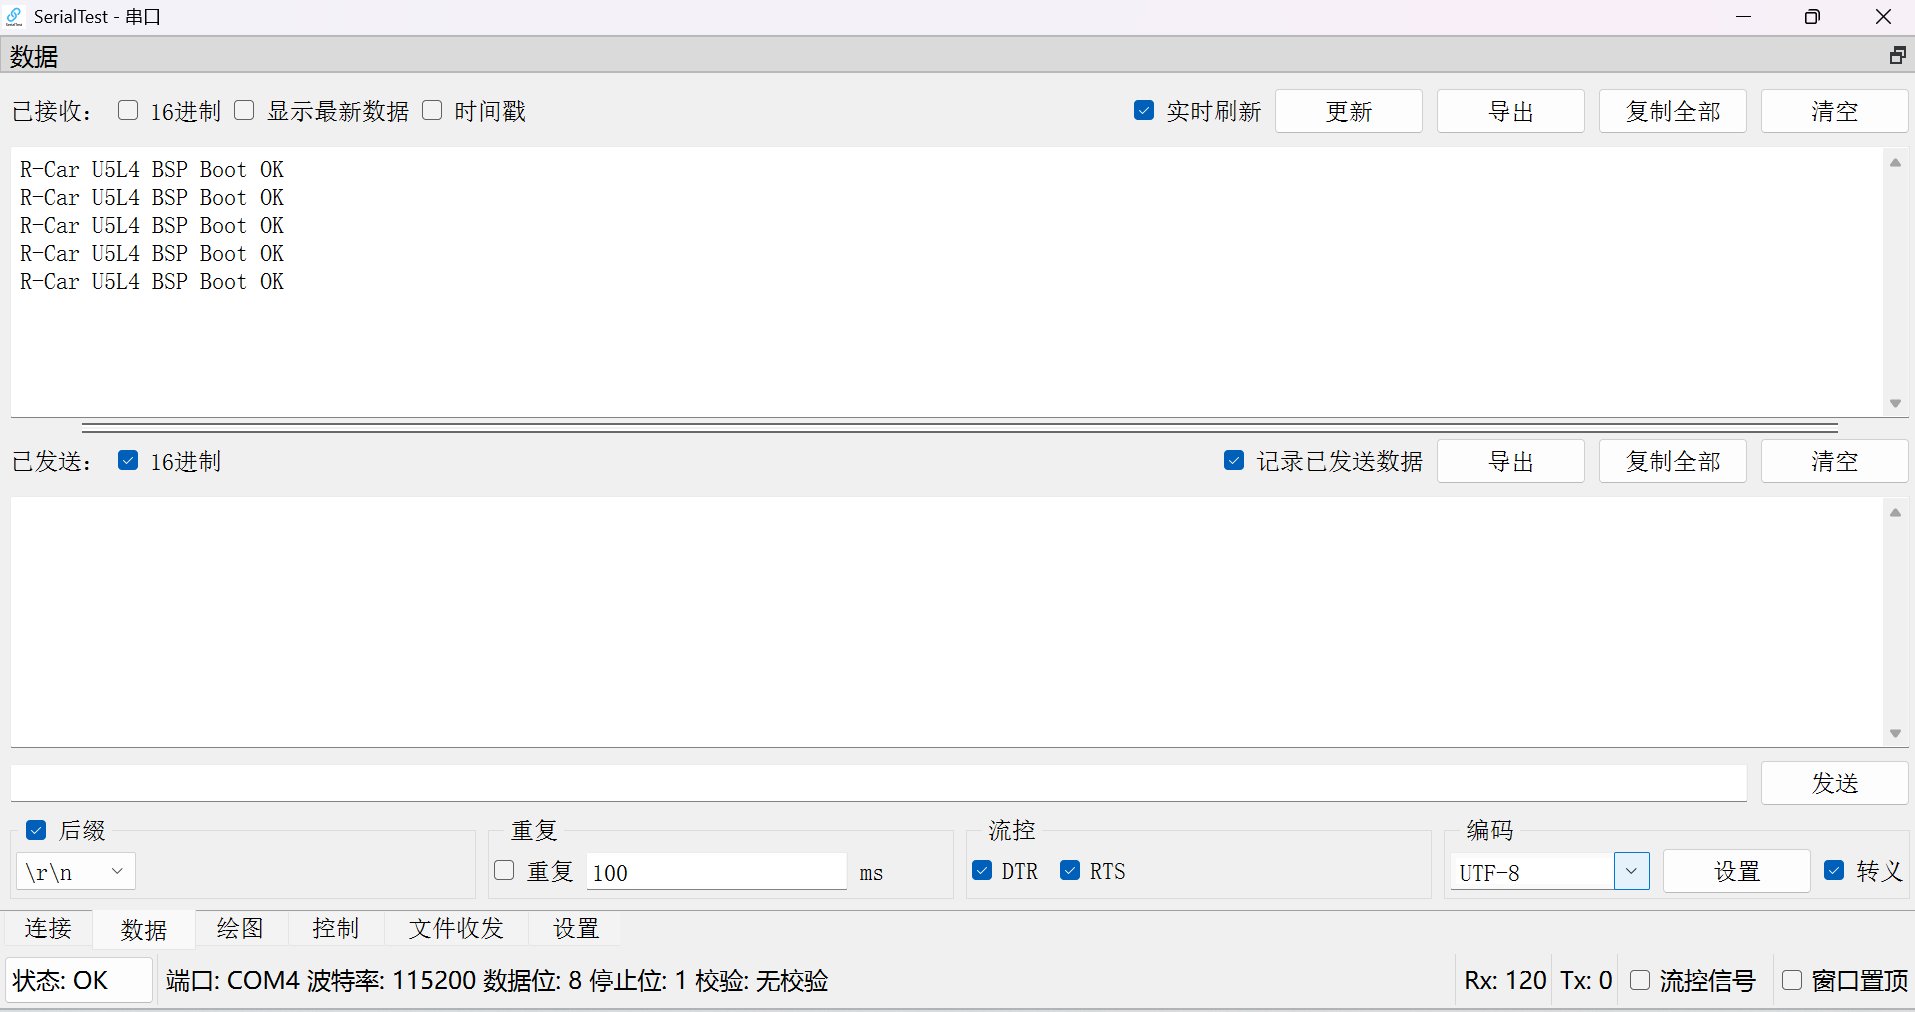 SerialTest - 串口
数据
已接收： 16进制 显示最新数据 时间戳 实时刷新 更新 导出 复制全部 清空
R-Car U5L4 BSP Boot OK
R-Car U5L4 BSP Boot OK
R-Car U5L4 BSP Boot OK
R-Car U5L4 BSP Boot OK
R-Car U5L4 BSP Boot OK
已发送： 16进制 记录已发送数据 导出 复制全部 清空
发送
后缀 重复 流控 编码
\r\n 重复 100 ms DTR RTS UTF-8 设置 转义
连接 数据 绘图 控制 文件收发 设置
状态: OK 端口: COM4 波特率: 115200 数据位: 8 停止位: 1 校验: 无校验 Rx: 120 Tx: 0 流控信号 窗口置顶